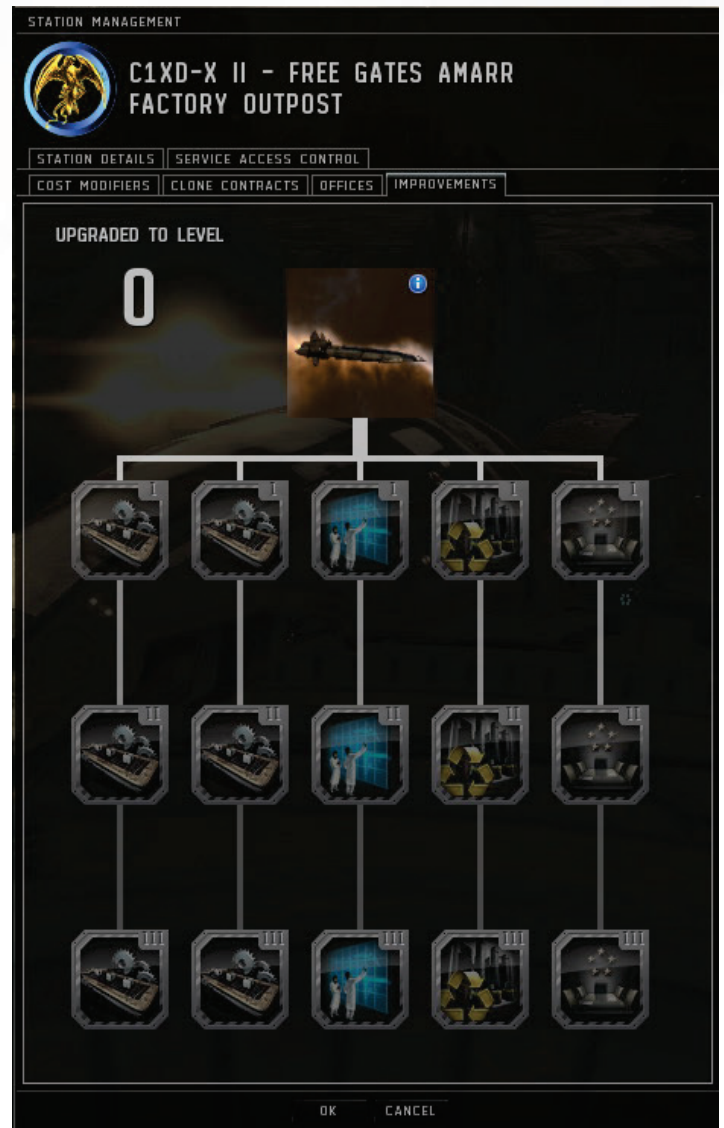 STATION MANAGEMENT
C1XD-X II - FREE GATES AMARR
FACTORY OUTPOST
STATION DETAILS SERVICE ACCESS CONTROL
COST MODIFIERS CLONE CONTRACTS OFFICES IMPROVEMENTS
UPGRADED TO LEVEL
0
I I I I I
II II II II II
III III III III III
OK CANCEL